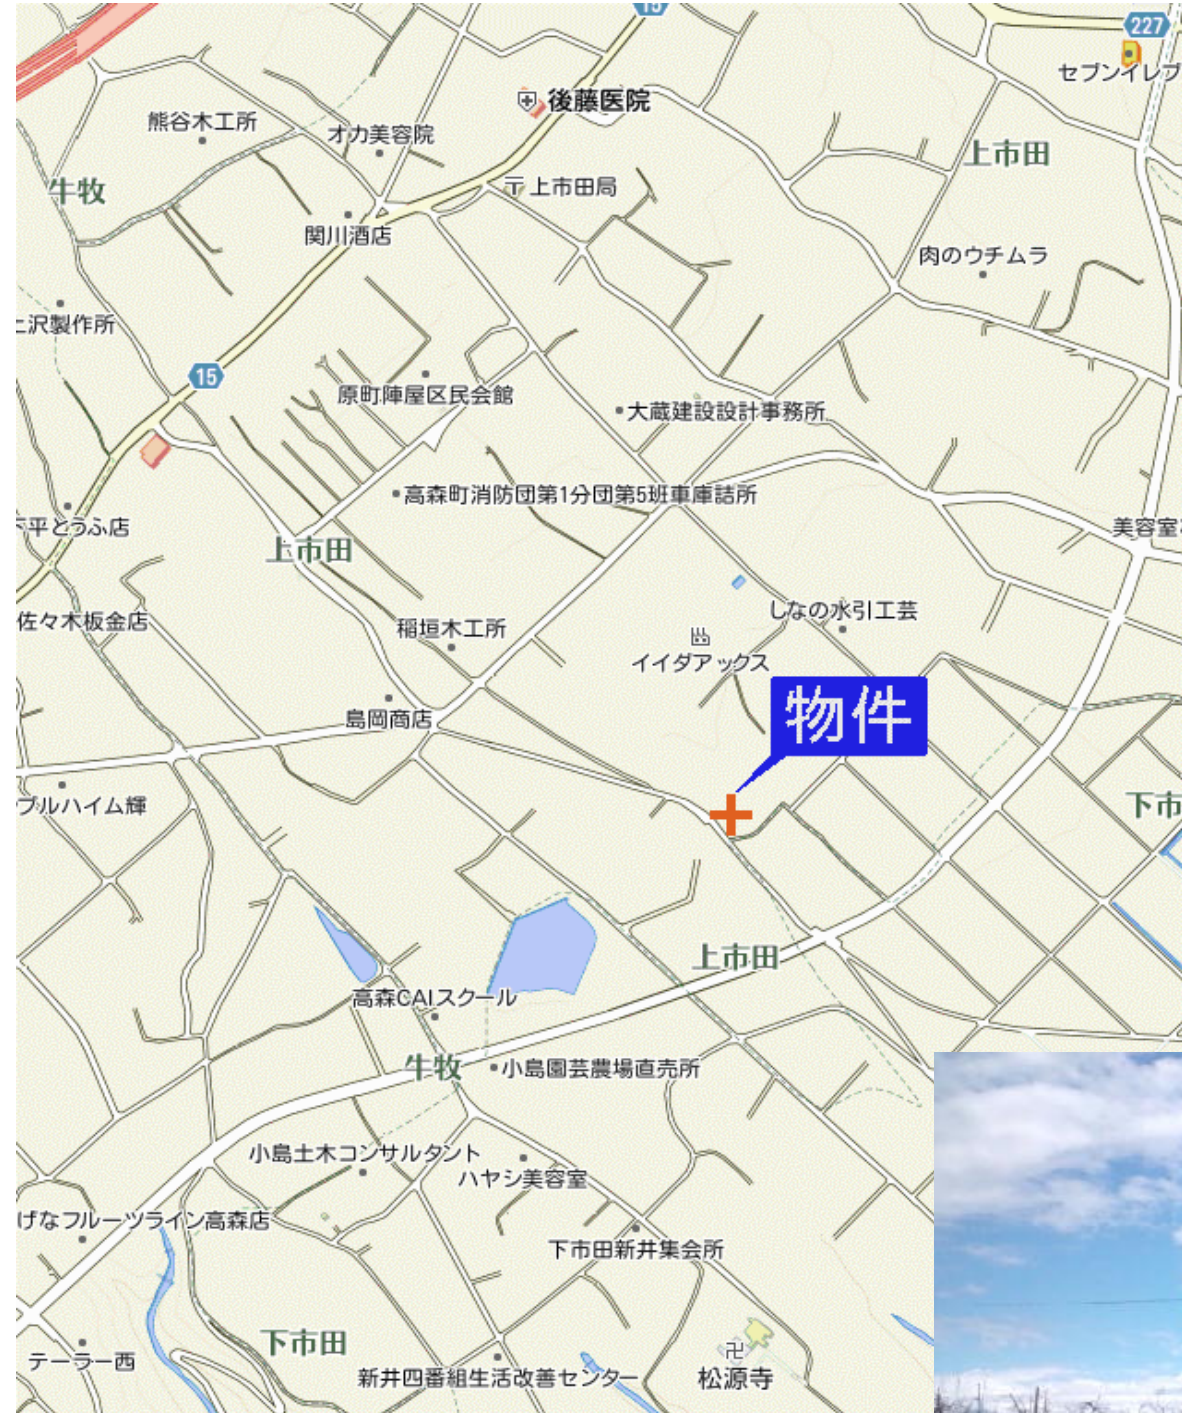 15
227
セブンイレブ
後藤医院
熊谷木工所
オカ美容院
上市田
牛牧
上市田局
関川酒店
肉のウチムラ
沢製作所
15
原町陣屋区民会館
大蔵建設設計事務所
高森町消防団第1分団第5班車庫詰所
平とうふ店
美容室
上市田
佐々木板金店
稲垣木工所
しなの水引工芸
イイダアックス
物件
島岡商店
ブルハイム輝
下市
上市田
高森CAIスクール
牛牧
小島園芸農場直売所
小島土木コンサルタント
ハヤシ美容室
げなフルーツライン高森店
下市田新井集会所
下市田
テーラー西
新井四番組生活改善センター
松源寺